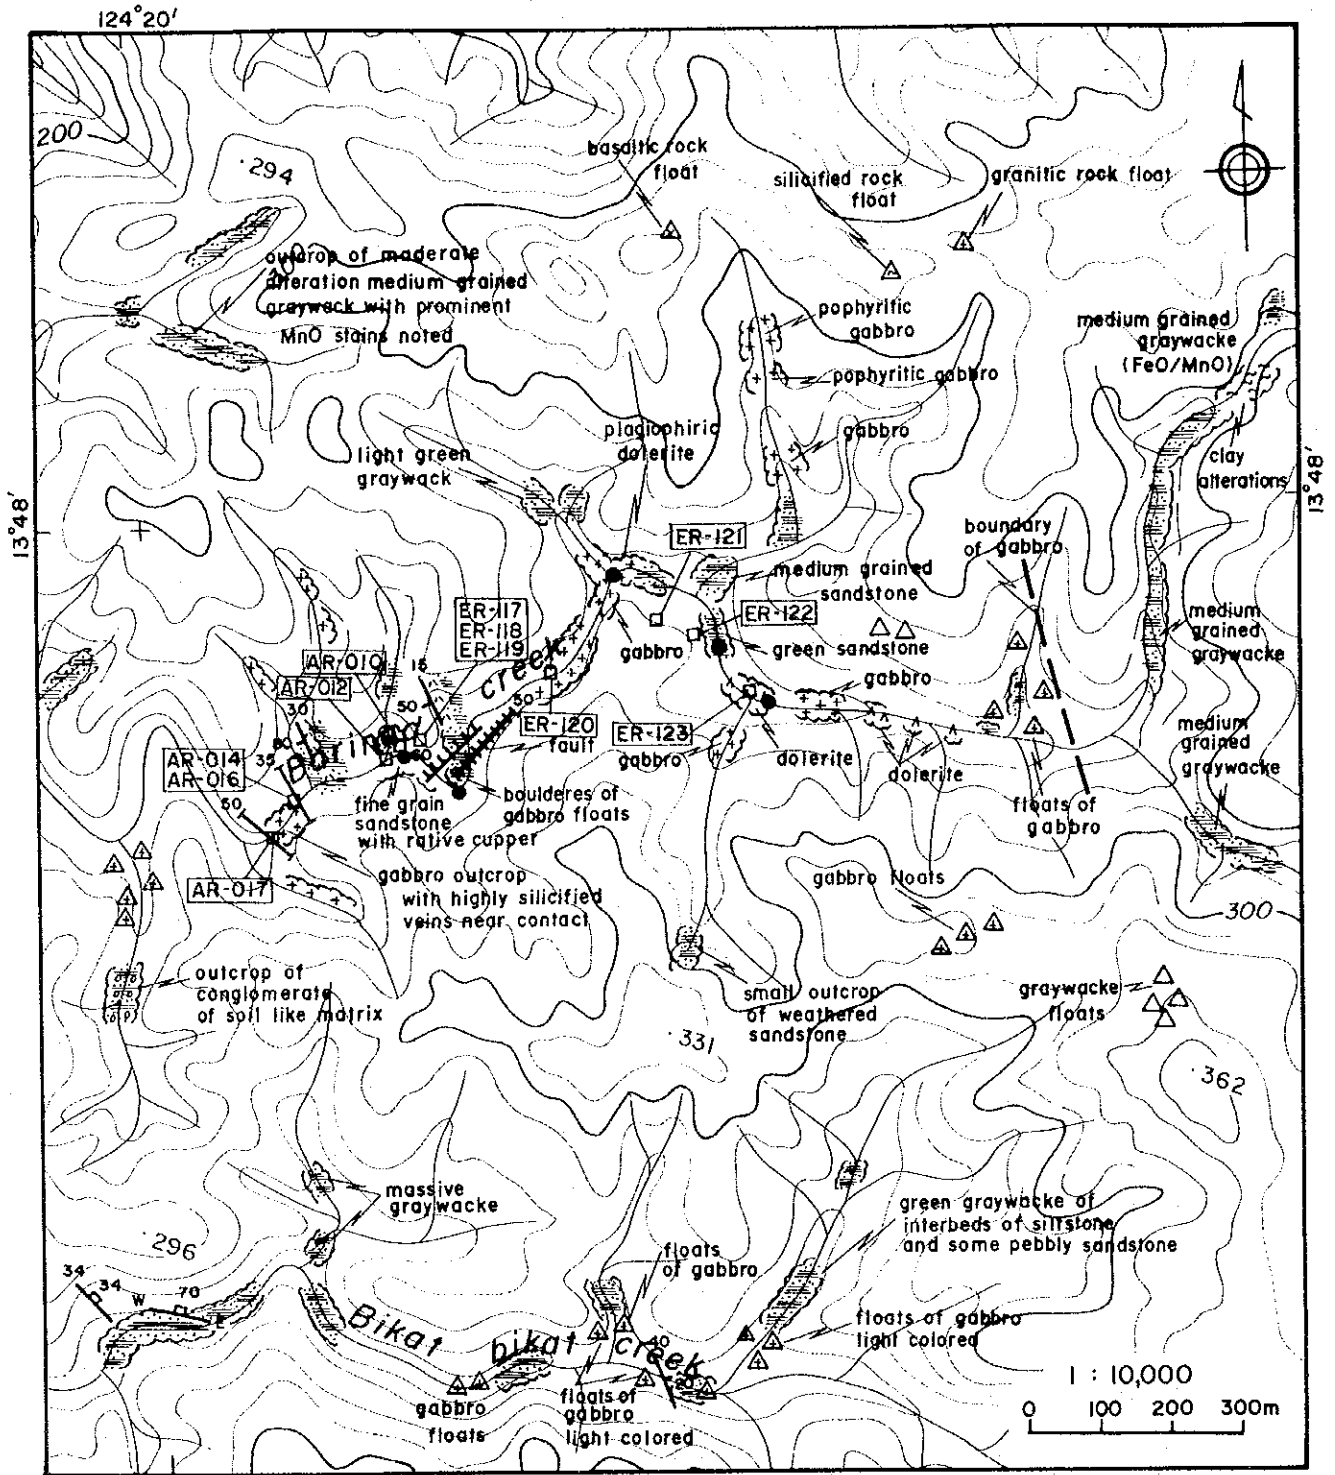 124°20'
200
·294
basaltic rock
float
silicified rock
float
granitic rock float
outcrop of maderate
alteration medium grained
graywack with prominent
MnO stains noted
pophyritic
gabbro
pophyritic gabbro
gabbro
medium grained
graywacke
(FeO/MnO)
clay
alterations
plagiophiric
dolerite
light green
graywack
13°48'
13°48'
boundary
of gabbro
ER-121
medium grained
sandstone
ER-117
ER-118
ER-119
ER-122
green sandstone
gabbro
gabbro
medium
grained
graywacke
AR-010
AR-012
15
30
50
50
creek
ER-120
fault
ER-123
gabbro
dolerite
dolerite
medium
grained
graywacke
AR-014
AR-016
35
50
fine grain
sandstone
with rative cupper
boulderes of
gabbro floats
floats of
gabbro
AR-017
gabbro outcrop
with highly silicified
veins near contact
gabbro floats
300
outcrop of
conglomerate
of soil like matrix
small outcrop
of weathered
sandstone
graywacke
floats
·331
·362
massive
graywacke
green graywacke of
interbeds of siltstone
and some pebbly sandstone
·296
34
34
W
70
E
floats
of gabbro
Bikat bikat creek
40
floats of gabbro
light colored
gabbro
floats
floats of
gabbro
light colored
1 : 10,000
0 100 200 300m